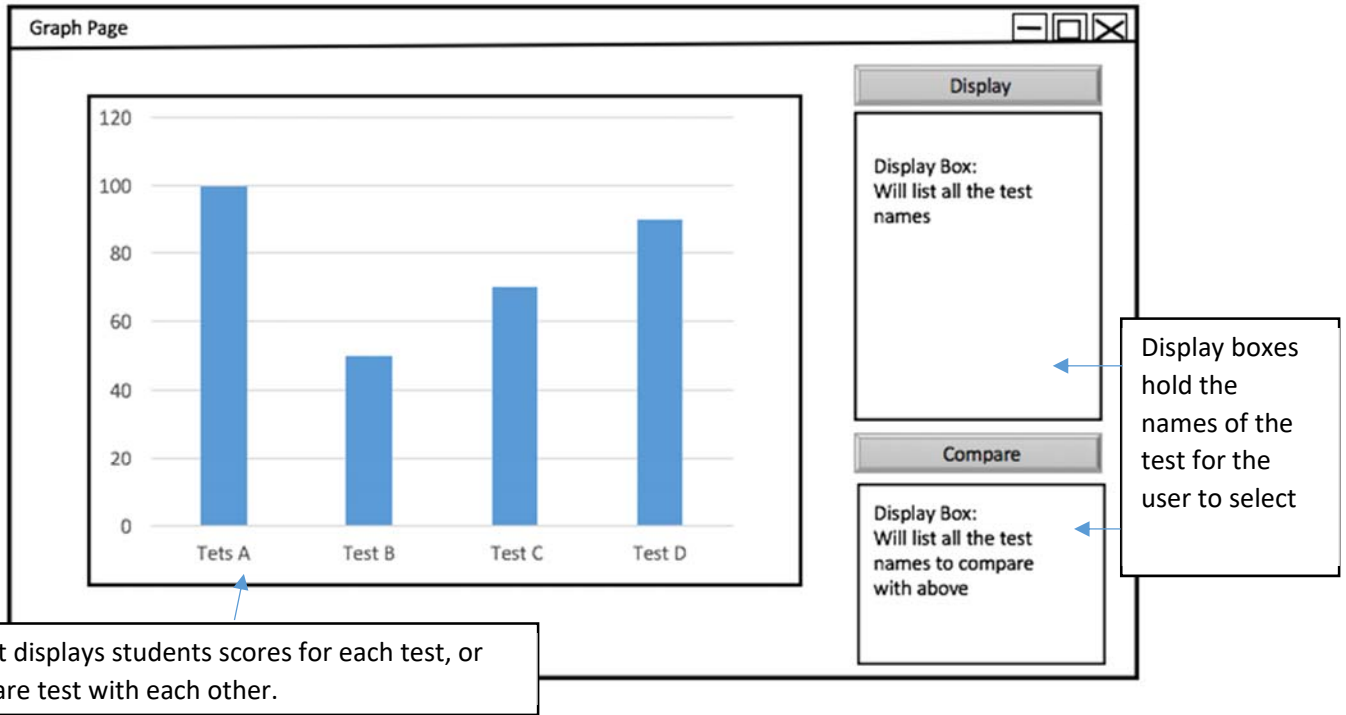 Graph Page
Display
120
100
80
60
40
20
0
Tets A Test B Test C Test D
Display Box:
Will list all the test
names
Compare
Display Box:
Will list all the test
names to compare
with above
Display boxes
hold the
names of the
test for the
user to select
displays students scores for each test, or
test with each other.